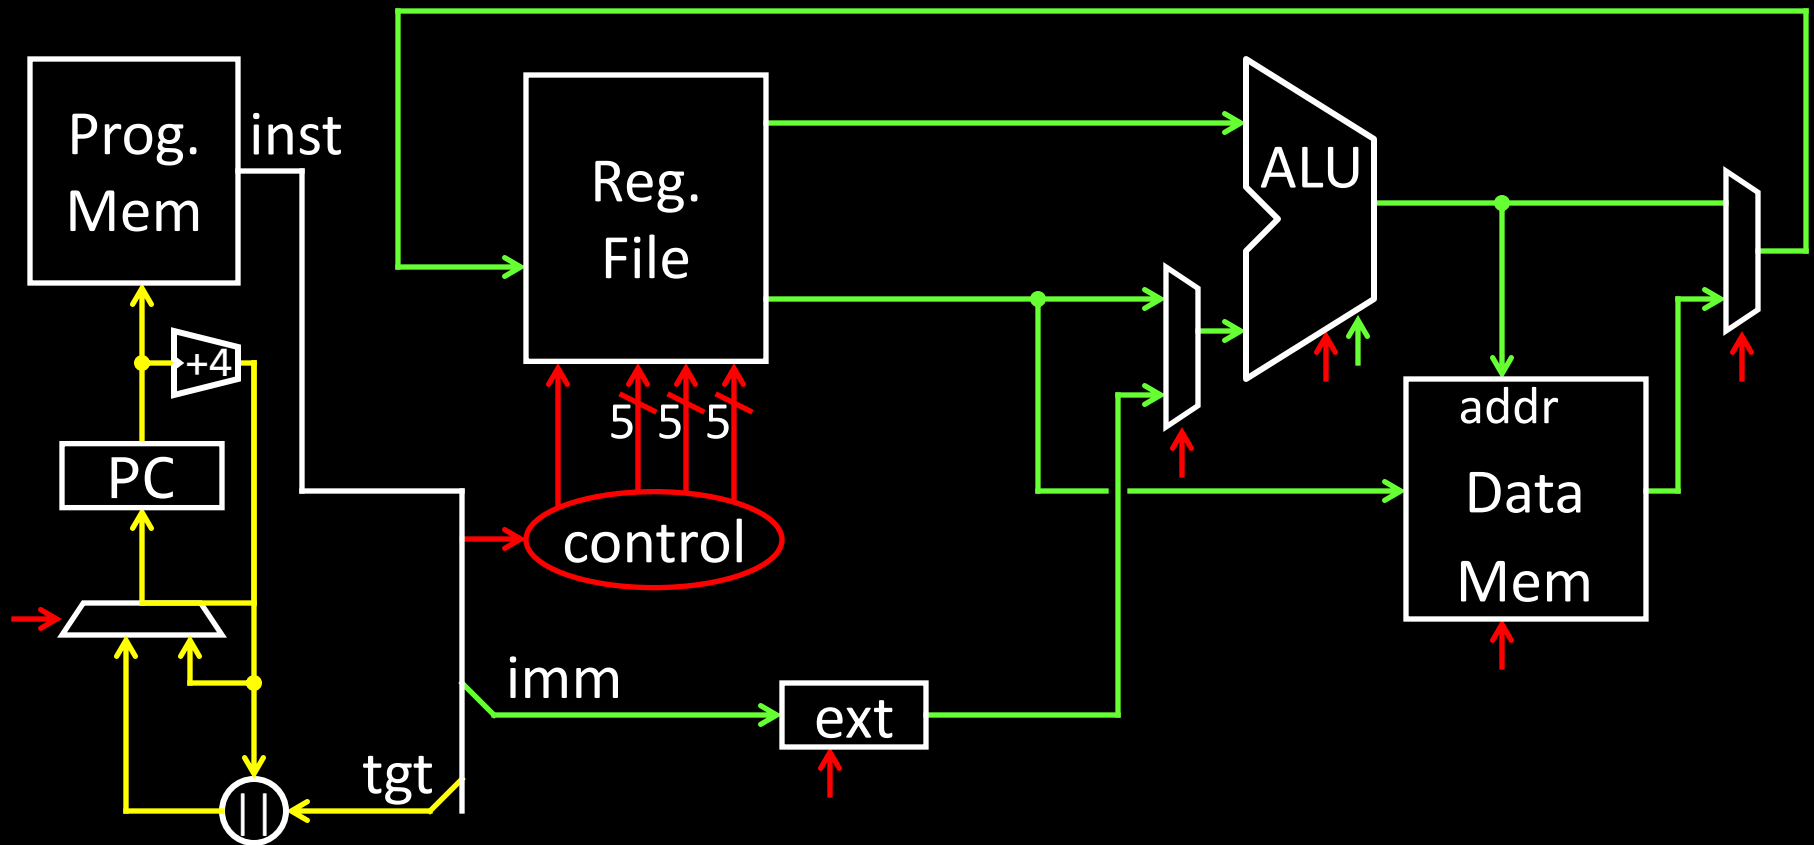 Prog.
Mem
inst
Reg.
File
ALU
+4
addr
5 5 5
PC
Data
control
Mem
imm
ext
tgt
||